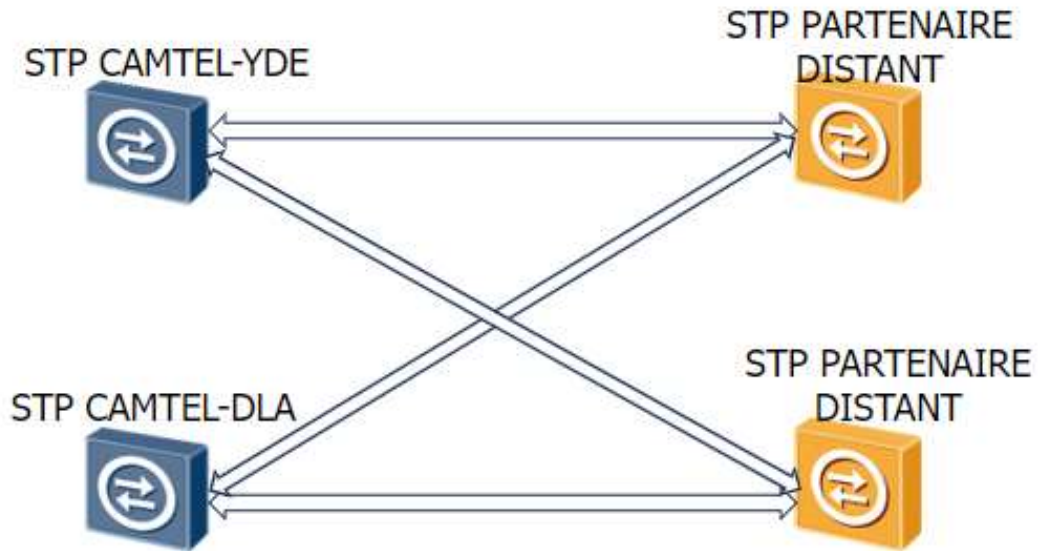 STP CAMTEL-YDE
STP PARTENAIRE
DISTANT
STP CAMTEL-DLA
STP PARTENAIRE
DISTANT